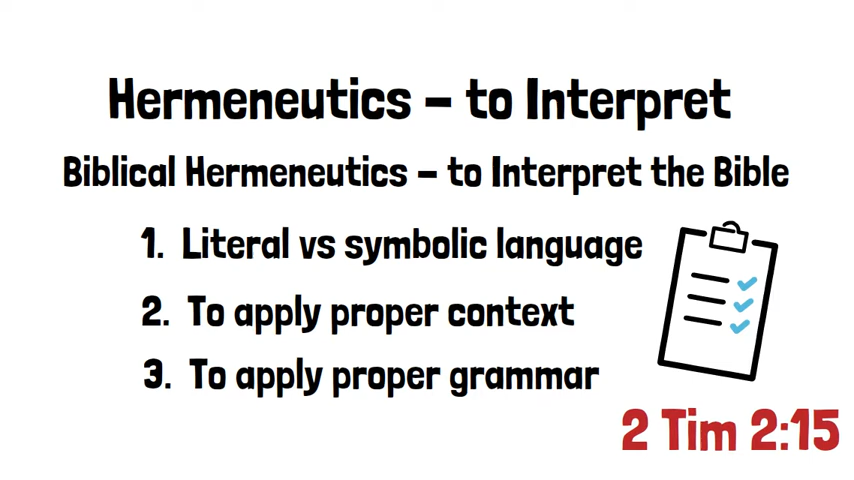 Hermeneutics – to Interpret
Biblical Hermeneutics – to Interpret the Bible
1. Literal vs symbolic language
2. To apply proper context
3. To apply proper grammar
2 Tim 2:15